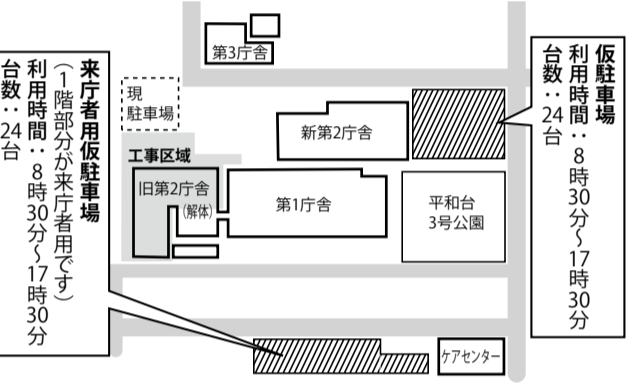 仮駐車場
利用時間：8時30分～17時30分
台数：24台
第3庁舎
現
駐車場
新第2庁舎
工事区域
旧第2庁舎
(解体)
第1庁舎
平和台
3号公園
ケアセンター
来庁者用仮駐車場
（1階部分が来庁者用です）
利用時間：8時30分～17時30分
台数：24台